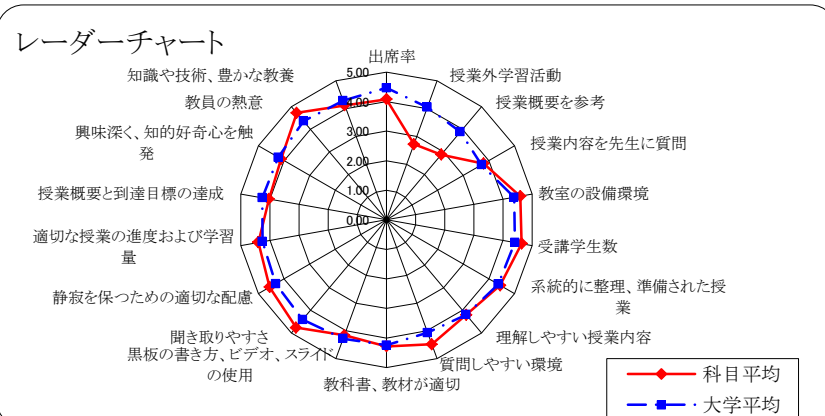 レーダーチャート
出席率
授業外学習活動
授業概要を参考
授業内容を先生に質問
教室の設備環境
受講学生数
系統的に整理、準備された授
業
理解しやすい授業内容
質問しやすい環境
教科書、教材が適切
黒板の書き方、ビデオ、スライド
の使用
聞き取りやすさ
静寂を保つための適切な配慮
適切な授業の進度および学習
量
授業概要と到達目標の達成
興味深く、知的好奇心を触
発
教員の熱意
知識や技術、豊かな教養
5.00
4.00
3.00
2.00
1.00
0.00
科目平均
大学平均